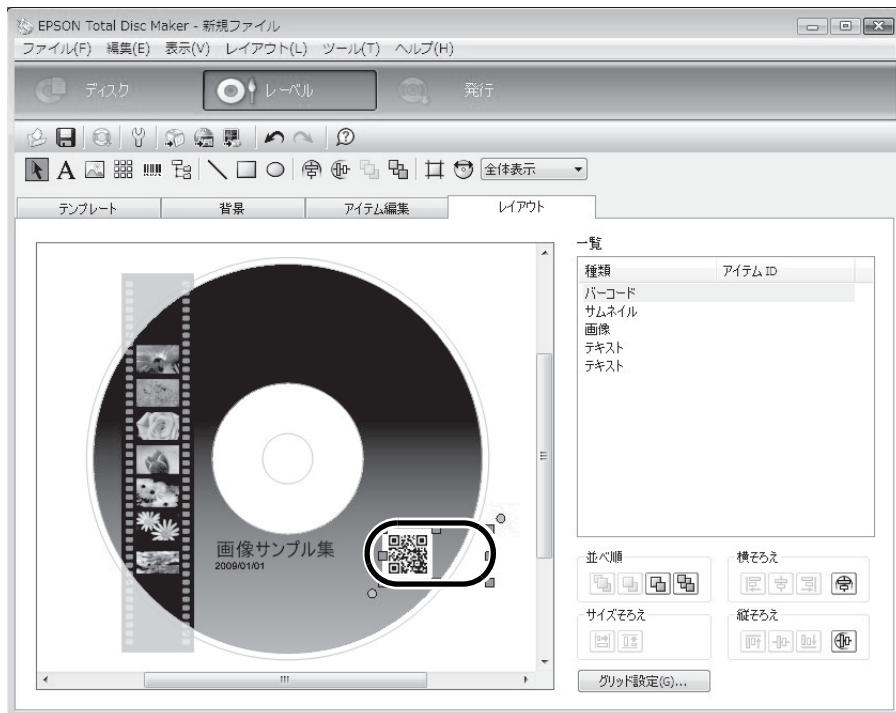 EPSON Total Disc Maker - 新規ファイル
ファイル(F) 編集(E) 表示(V) レイアウト(L) ツール(T) ヘルプ(H)
ディスク レーベル 発行
全体表示
テンプレート 背景 アイテム編集 レイアウト
一覧
種類 アイテム ID
バーコード
サムネイル
画像
テキスト
テキスト
画像サンプル集
2009/01/01
並べ順 横そろえ
サイズそろえ 縦そろえ
グリッド設定(G)...